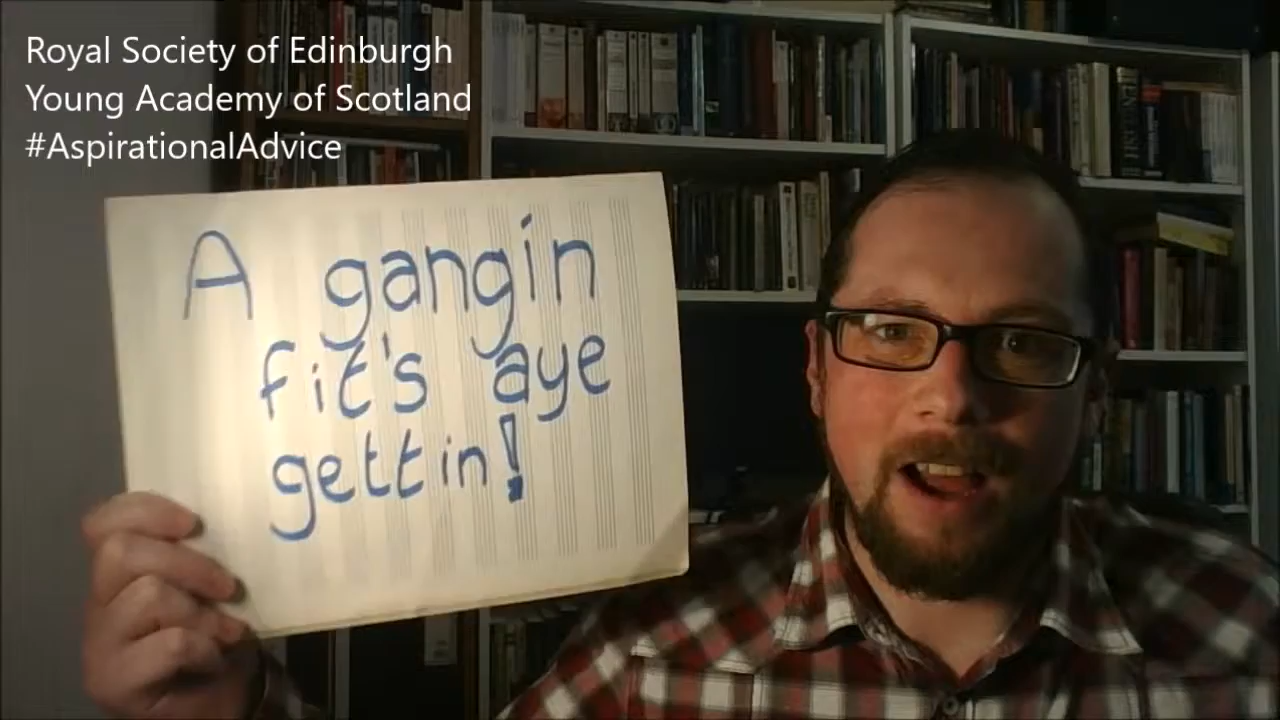 Royal Society of Edinburgh
Young Academy of Scotland
#AspirationalAdvice
A gangin
fit's aye
gettin!